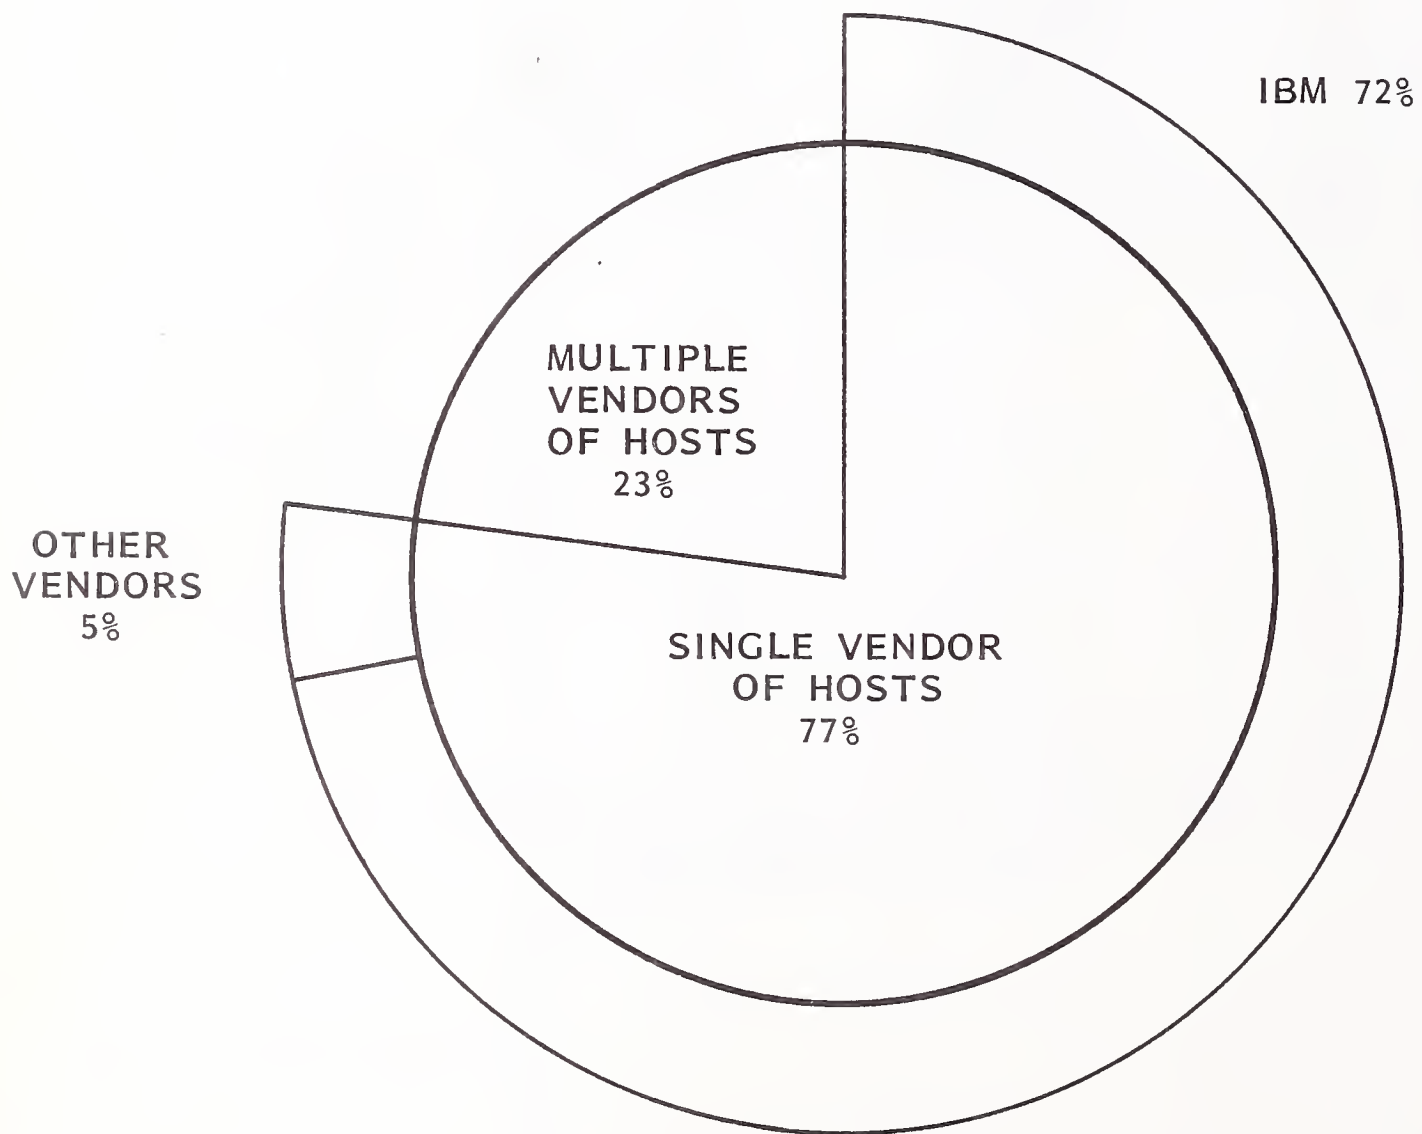 IBM 72%
MULTIPLE
VENDORS
OF HOSTS
23%
OTHER
VENDORS
5%
SINGLE VENDOR
OF HOSTS
77%